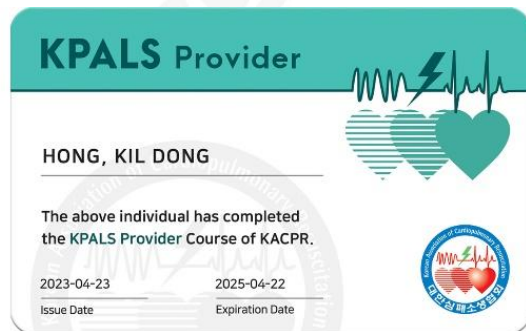 KPALS Provider
HONG, KIL DONG
The above individual has completed
the KPALS Provider Course of KACPR.
2023-04-23 2025-04-22
Issue Date Expiration Date
Korean Association of Cardiopulmonary Resuscitation
대한심폐소생협회